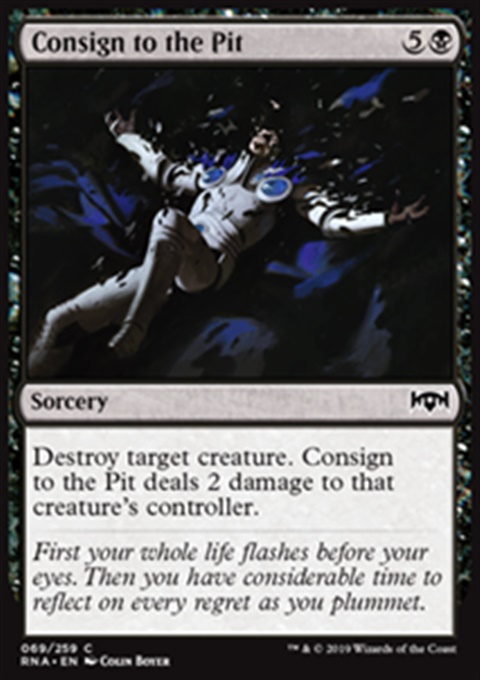 Consign to the Pit 5
Sorcery
Destroy target creature. Consign
to the Pit deals 2 damage to that
creature's controller.
First your whole life flashes before your
eyes. Then you have considerable time to
reflect on every regret as you plummet.
069/259 C
RNA • EN Colin Boyer
™ & © 2019 Wizards of the Coast